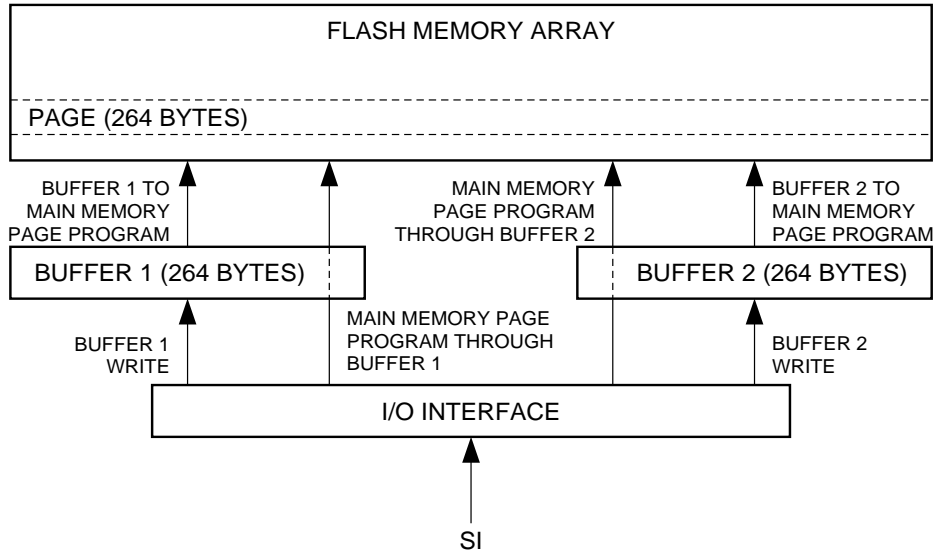 FLASH MEMORY ARRAY
PAGE (264 BYTES)
BUFFER 1 TO
MAIN MEMORY
PAGE PROGRAM
MAIN MEMORY
PAGE PROGRAM
THROUGH BUFFER 2
BUFFER 2 TO
MAIN MEMORY
PAGE PROGRAM
BUFFER 1 (264 BYTES)
BUFFER 2 (264 BYTES)
BUFFER 1
WRITE
MAIN MEMORY PAGE
PROGRAM THROUGH
BUFFER 1
BUFFER 2
WRITE
I/O INTERFACE
SI